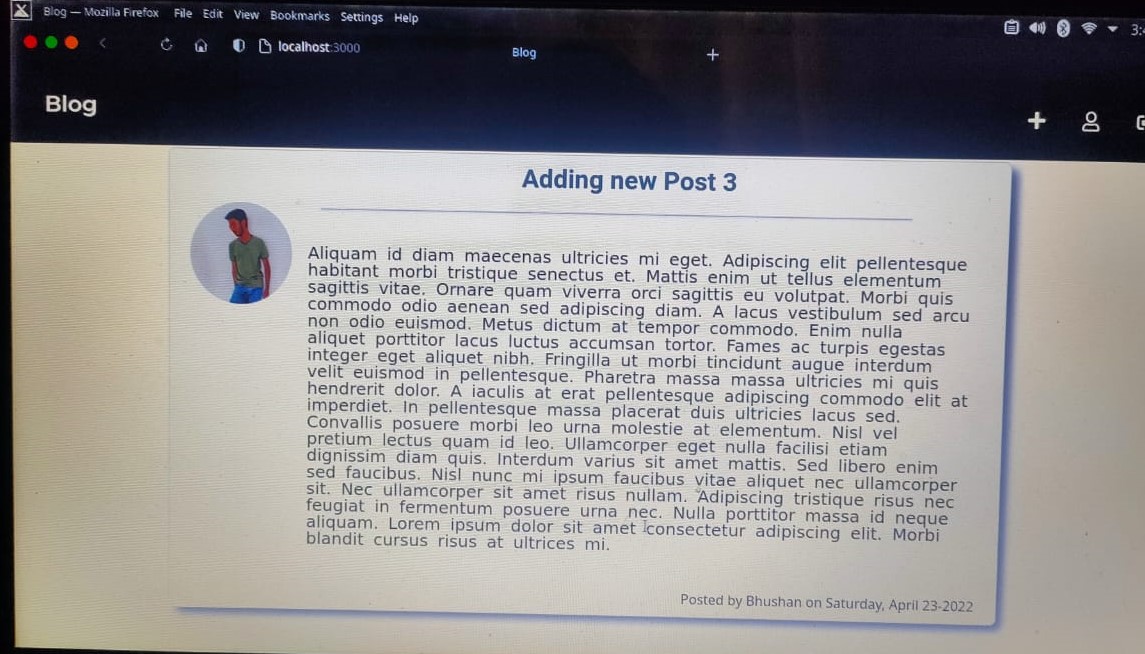 Blog — Mozilla Firefox File Edit View Bookmarks Settings Help
localhost:3000
Blog
Blog
Adding new Post 3
Aliquam id diam maecenas ultricies mi eget. Adipiscing elit pellentesque
habitant morbi tristique senectus et. Mattis enim ut tellus elementum
sagittis vitae. Ornare quam viverra orci sagittis eu volutpat. Morbi quis
commodo odio aenean sed adipiscing diam. A lacus vestibulum sed arcu
non odio euismod. Metus dictum at tempor commodo. Enim nulla
aliquet porttitor lacus luctus accumsan tortor. Fames ac turpis egestas
integer eget aliquet nibh. Fringilla ut morbi tincidunt augue interdum
velit euismod in pellentesque. Pharetra massa massa ultricies mi quis
hendrerit dolor. A iaculis at erat pellentesque adipiscing commodo elit at
imperdiet. In pellentesque massa placerat duis ultricies lacus sed.
Convallis posuere morbi leo urna molestie at elementum. Nisl vel
pretium lectus quam id leo. Ullamcorper eget nulla facilisi etiam
dignissim diam quis. Interdum varius sit amet mattis. Sed libero enim
sed faucibus. Nisl nunc mi ipsum faucibus vitae aliquet nec ullamcorper
sit. Nec ullamcorper sit amet risus nullam. Adipiscing tristique risus nec
feugiat in fermentum posuere urna nec. Nulla porttitor massa id neque
aliquam. Lorem ipsum dolor sit amet consectetur adipiscing elit. Morbi
blandit cursus risus at ultrices mi.
Posted by Bhushan on Saturday, April 23-2022